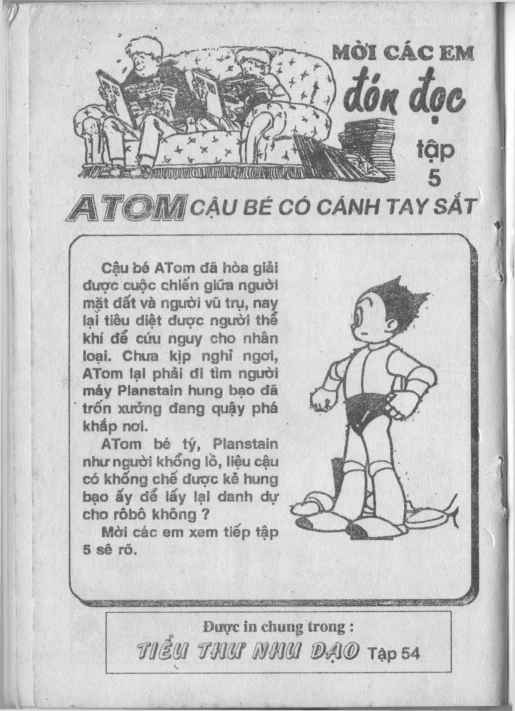 MỜI CÁC EM
đón đọc
tập
5
ATOM CẬU BÉ CÓ CÁNH TAY SẮT
Cậu bé ATom đã hòa giải
được cuộc chiến giữa người
mặt đất và người vũ trụ, nay
lại tiêu diệt được người thể
khí để cứu nguy cho nhân
loại. Chưa kịp nghỉ ngơi,
ATom lại phải đi tìm người
máy Planstain hung bạo đã
trốn xưởng đang quậy phá
khắp nơi.
ATom bé tý, Planstain
như người khổng lồ, liệu cậu
có khống chế được kẻ hung
bạo ấy để lấy lại danh dự
cho rôbô không ?
Mời các em xem tiếp tập
5 sẽ rõ.
Được in chung trong :
TIỂU THƯ NHU ĐẠO Tập 54